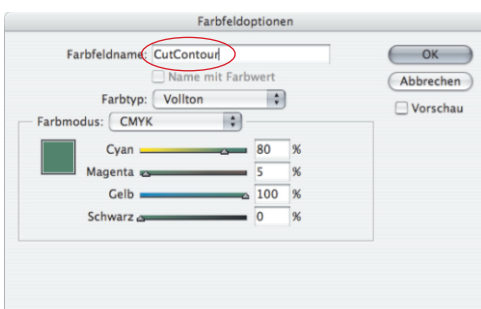 Farbfeldoptionen
Farbfeldname: CutContour
OK
Name mit Farbwert
Abbrechen
Farbtyp: Vollton
Vorschau
Farbmodus: CMYK
Cyan 80 %
Magenta 5 %
Gelb 100 %
Schwarz 0 %